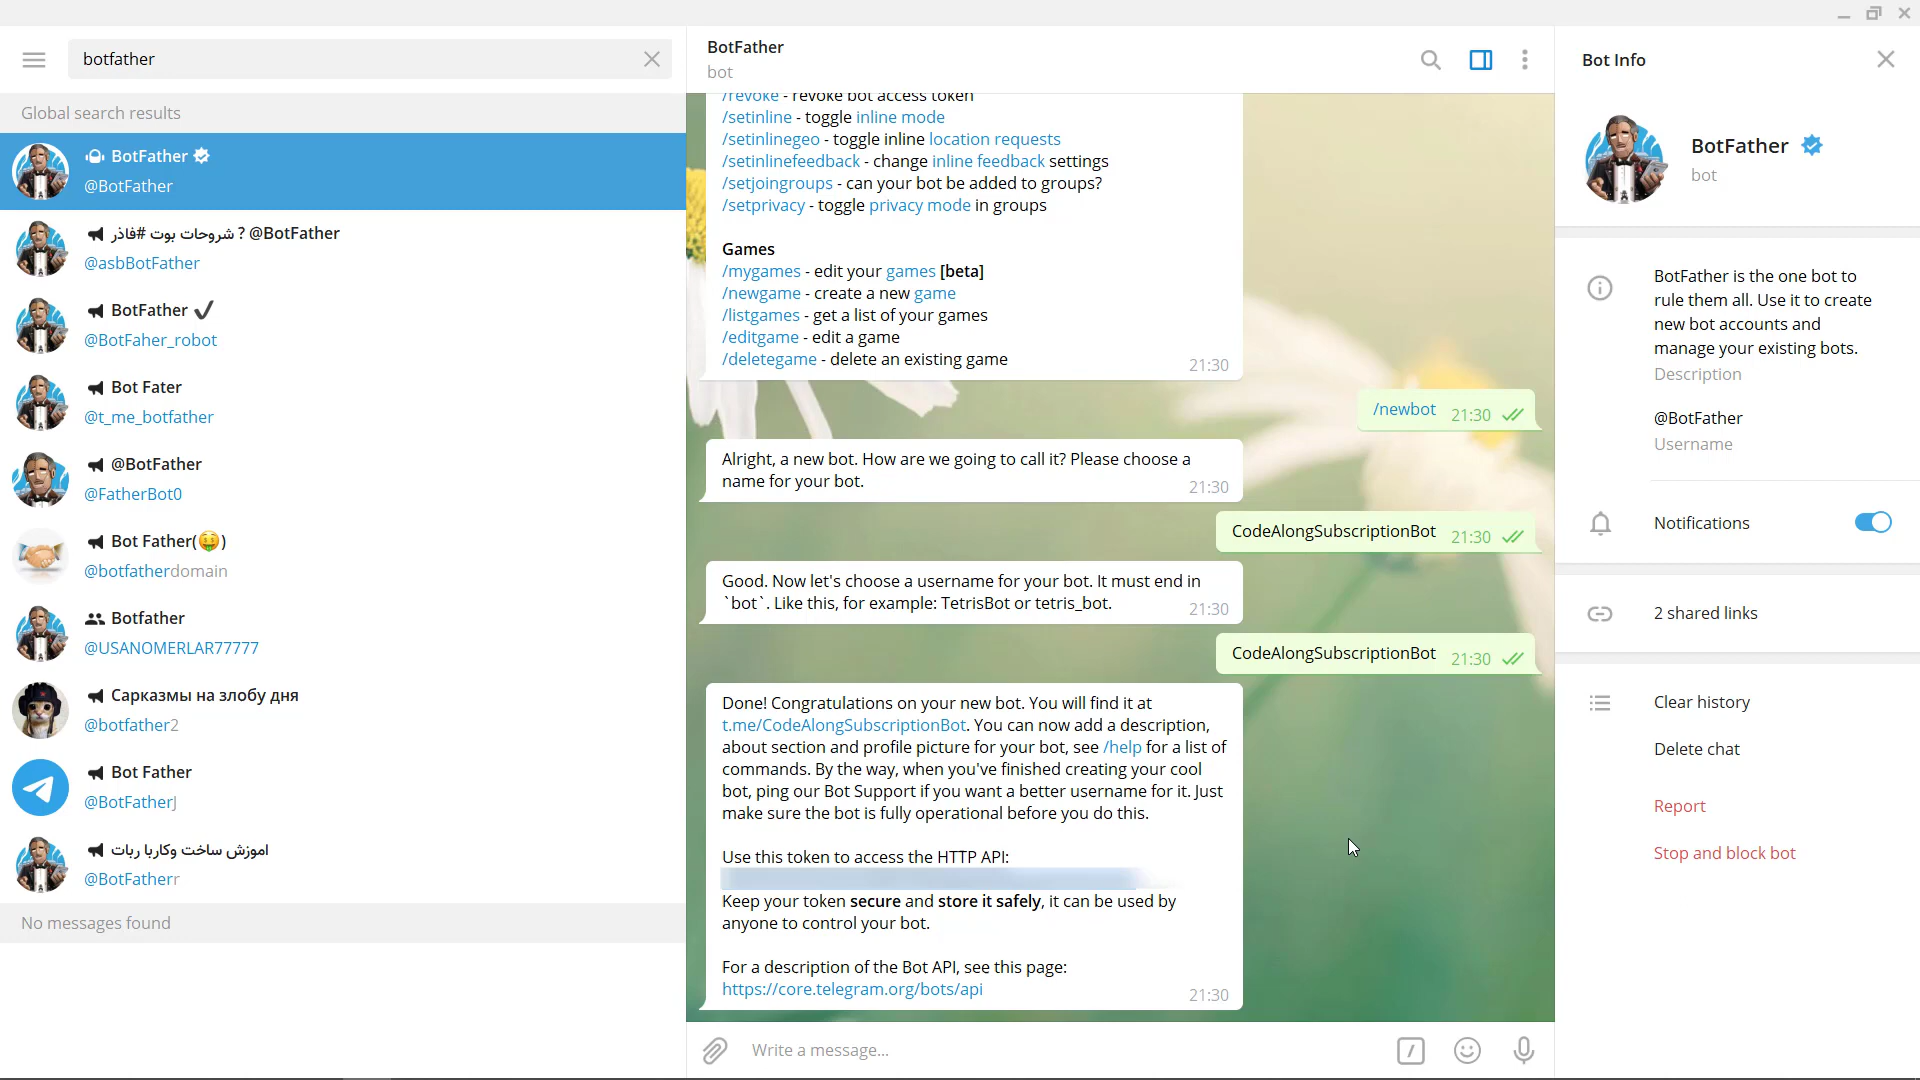 botfather
Global search results
BotFather
@BotFather
شروحات بوت #فاذر ? @BotFather
@asbBotFather
BotFather ✔
@BotFaher_robot
Bot Fater
@t_me_botfather
@BotFather
@FatherBot0
Bot Father(🤑)
@botfatherdomain
Botfather
@USANOMERLAR77777
Сарказмы на злобу дня
@botfather2
Bot Father
@BotFatherJ
اموزش ساخت وکاربا ربات
@BotFatherr
No messages found
BotFather
bot
/revoke - revoke bot access token
/setinline - toggle inline mode
/setinlinegeo - toggle inline location requests
/setinlinefeedback - change inline feedback settings
/setjoingroups - can your bot be added to groups?
/setprivacy - toggle privacy mode in groups
Games
/mygames - edit your games [beta]
/newgame - create a new game
/listgames - get a list of your games
/editgame - edit a game
/deletegame - delete an existing game
21:30
/newbot 21:30
Alright, a new bot. How are we going to call it? Please choose a
name for your bot.
21:30
CodeAlongSubscriptionBot 21:30
Good. Now let's choose a username for your bot. It must end in
`bot`. Like this, for example: TetrisBot or tetris_bot.
21:30
CodeAlongSubscriptionBot 21:30
Done! Congratulations on your new bot. You will find it at
t.me/CodeAlongSubscriptionBot. You can now add a description,
about section and profile picture for your bot, see /help for a list of
commands. By the way, when you've finished creating your cool
bot, ping our Bot Support if you want a better username for it. Just
make sure the bot is fully operational before you do this.
Use this token to access the HTTP API:
Keep your token secure and store it safely, it can be used by
anyone to control your bot.
For a description of the Bot API, see this page:
https://core.telegram.org/bots/api
21:30
Write a message...
Bot Info
BotFather
bot
BotFather is the one bot to
rule them all. Use it to create
new bot accounts and
manage your existing bots.
Description
@BotFather
Username
Notifications
2 shared links
Clear history
Delete chat
Report
Stop and block bot